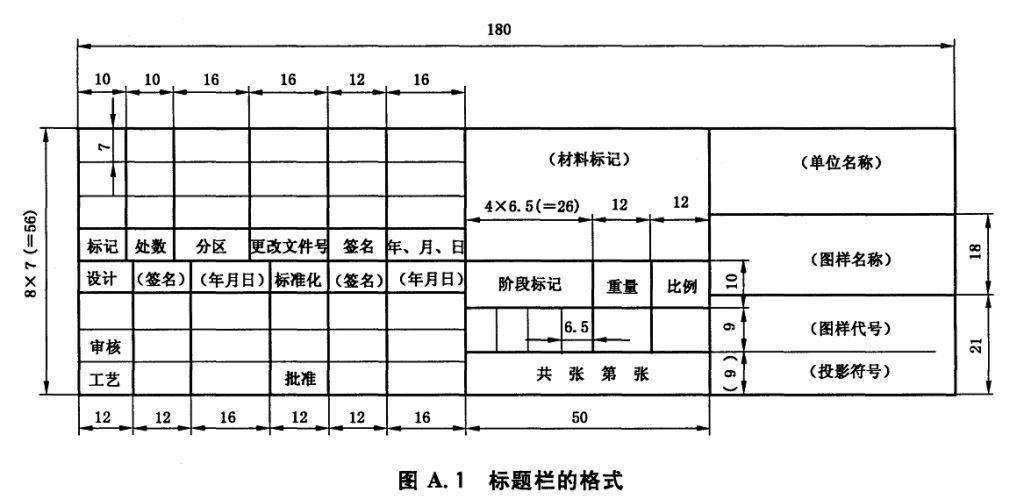 180
10 10 16 16 12 16
7
(材料标记) (单位名称)
4×6.5(=26) 12 12
8×7(=56)
标记 处数 分区 更改文件号 签名 年、月、日
(图样名称) 18
设计 (签名) (年月日) 标准化 (签名) (年月日) 阶段标记 重量 比例 10
6.5 9 (图样代号)
审核 21
工艺 批准 共 张 第 张 (9) (投影符号)
12 12 16 12 12 16 50
图 A.1 标题栏的格式